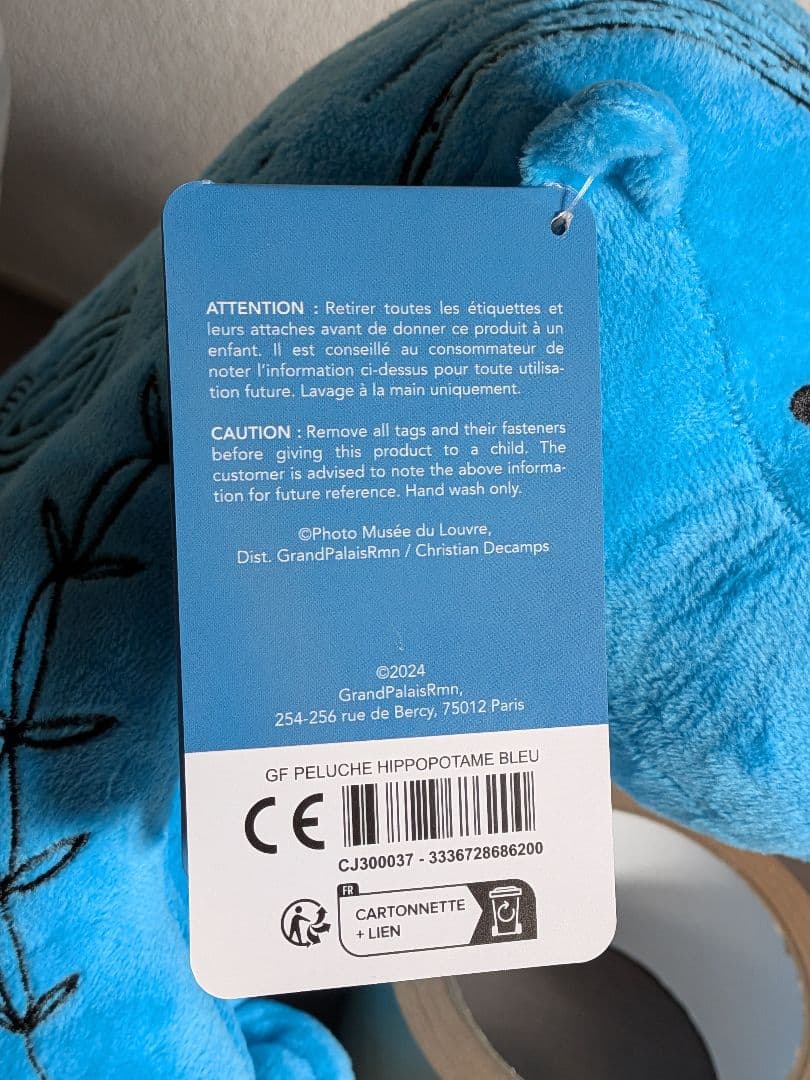 ATTENTION : Retirer toutes les étiquettes et
leurs attaches avant de donner ce produit à un
enfant. Il est conseillé au consommateur de
noter l'information ci-dessus pour toute utilisa-
tion future. Lavage à la main uniquement.
CAUTION : Remove all tags and their fasteners
before giving this product to a child. The
customer is advised to note the above informa-
tion for future reference. Hand wash only.
©Photo Musée du Louvre,
Dist. GrandPalaisRmn / Christian Decamps
©2024
GrandPalaisRmn,
254-256 rue de Bercy, 75012 Paris
GF PELUCHE HIPPOPOTAME BLEU
CE
CJ300037 - 3336728686200
FR
CARTONNETTE
+ LIEN